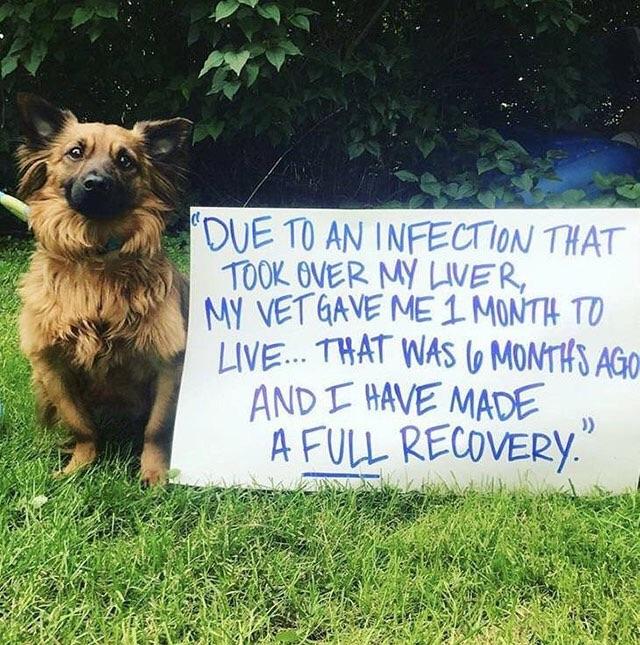 "DUE TO AN INFECTION THAT
TOOK OVER MY LIVER,
MY VET GAVE ME 1 MONTH TO
LIVE... THAT WAS 6 MONTHS AGO
AND I HAVE MADE
A FULL RECOVERY."